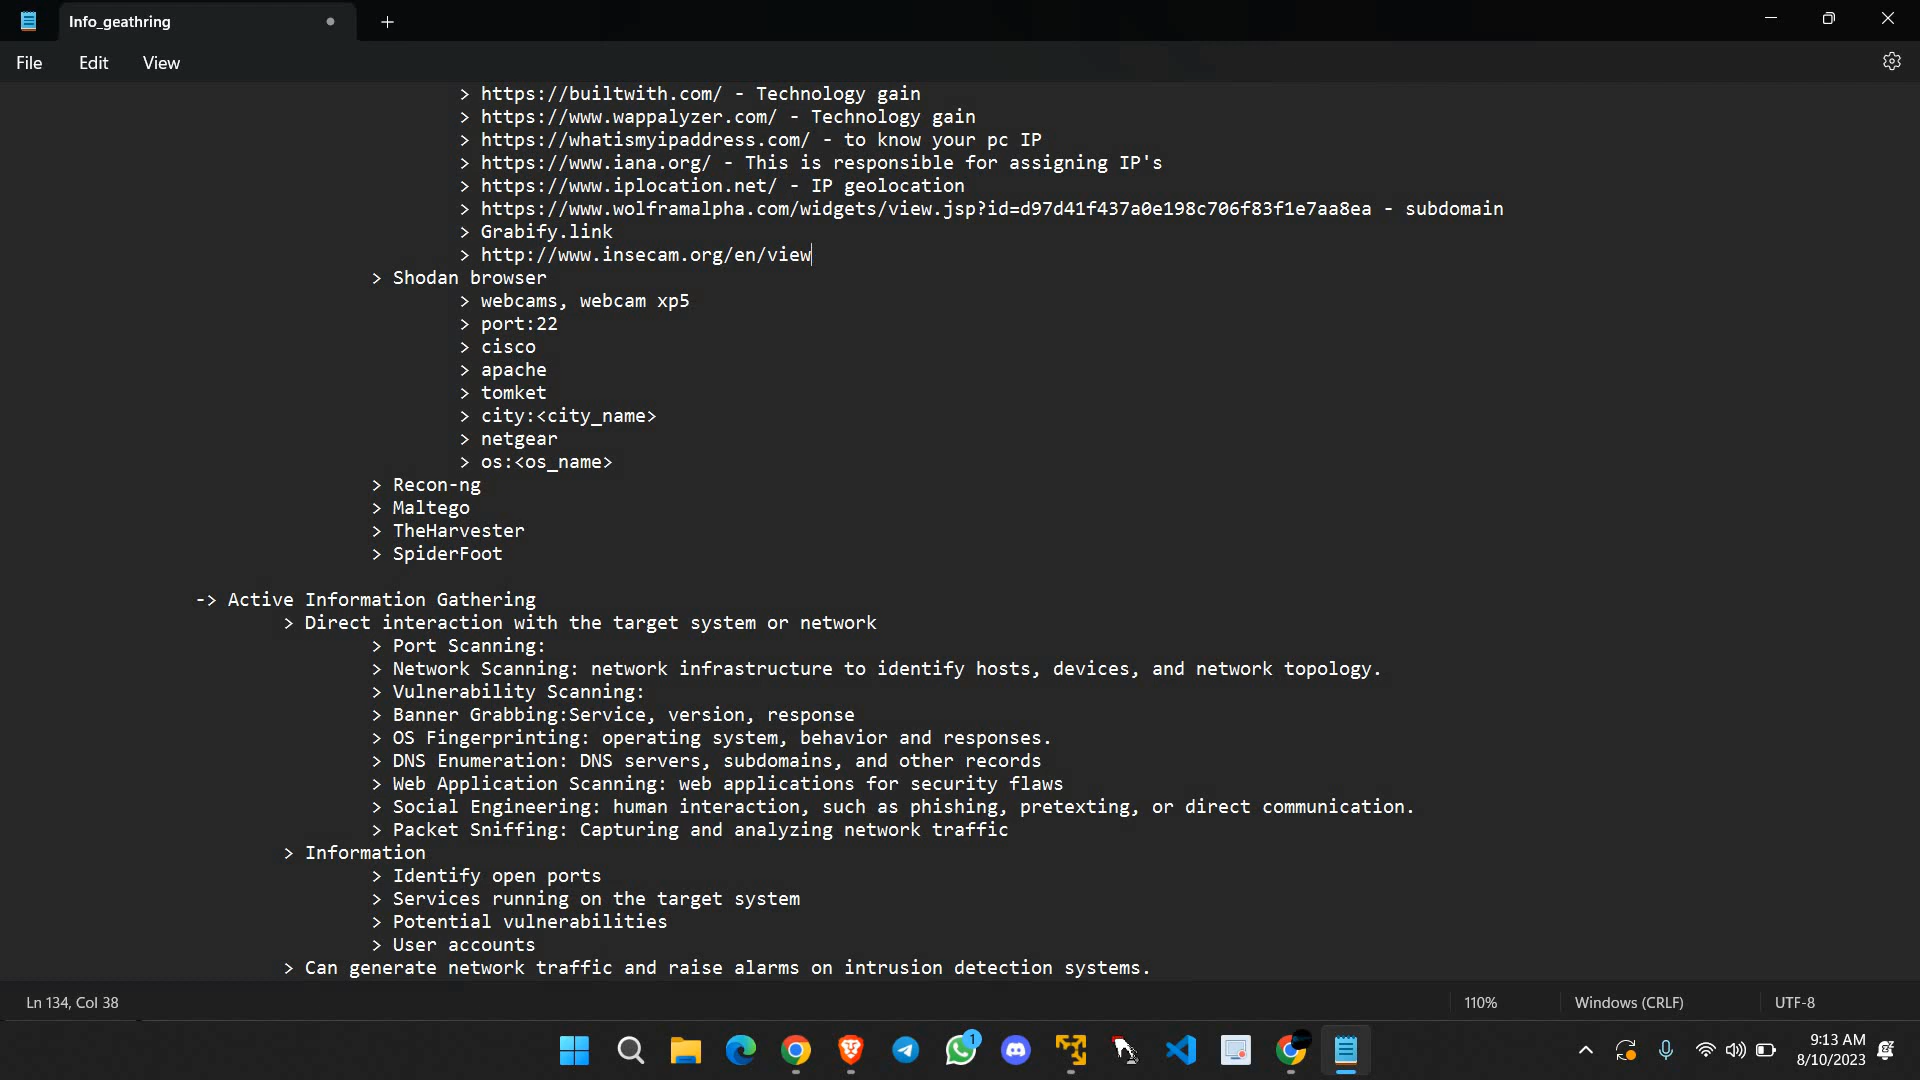 Info_geathring
File Edit View
> https://builtwith.com/ - Technology gain
> https://www.wappalyzer.com/ - Technology gain
> https://whatismyipaddress.com/ - to know your pc IP
> https://www.iana.org/ - This is responsible for assigning IP's
> https://www.iplocation.net/ - IP geolocation
> https://www.wolframalpha.com/widgets/view.jsp?id=d97d41f437a0e198c706f83f1e7aa8ea - subdomain
> Grabify.link
> http://www.insecam.org/en/view
> Shodan browser
> webcams, webcam xp5
> port:22
> cisco
> apache
> tomket
> city:<city_name>
> netgear
> os:<os_name>
> Recon-ng
> Maltego
> TheHarvester
> SpiderFoot
-> Active Information Gathering
> Direct interaction with the target system or network
> Port Scanning:
> Network Scanning: network infrastructure to identify hosts, devices, and network topology.
> Vulnerability Scanning:
> Banner Grabbing:Service, version, response
> OS Fingerprinting: operating system, behavior and responses.
> DNS Enumeration: DNS servers, subdomains, and other records
> Web Application Scanning: web applications for security flaws
> Social Engineering: human interaction, such as phishing, pretexting, or direct communication.
> Packet Sniffing: Capturing and analyzing network traffic
> Information
> Identify open ports
> Services running on the target system
> Potential vulnerabilities
> User accounts
> Can generate network traffic and raise alarms on intrusion detection systems.
Ln 134, Col 38 110% Windows (CRLF) UTF-8
1
9:13 AM
8/10/2023